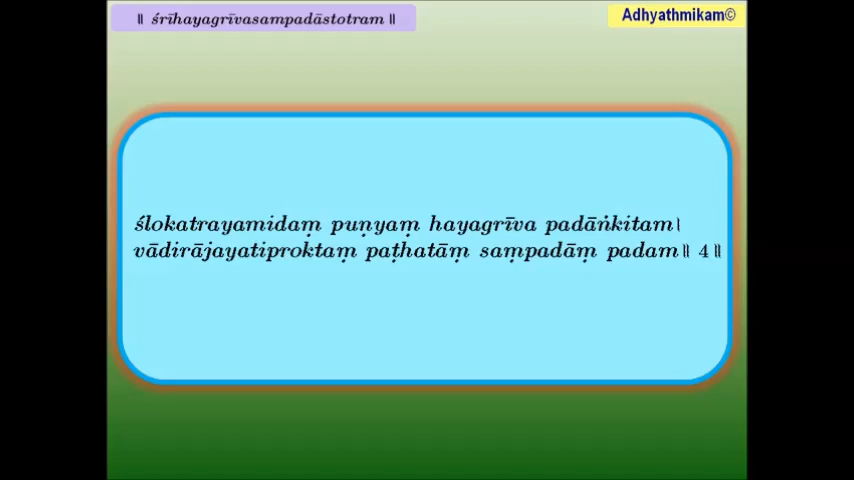 ॥ śrīhayagrīvasampadāstotram ॥
Adhyathmikam©
ślokatrayamidaṃ puṇyaṃ hayagrīva padāṅkitam।
vādirājayatiproktaṃ paṭhatāṃ saṃpadāṃ padam॥ 4॥